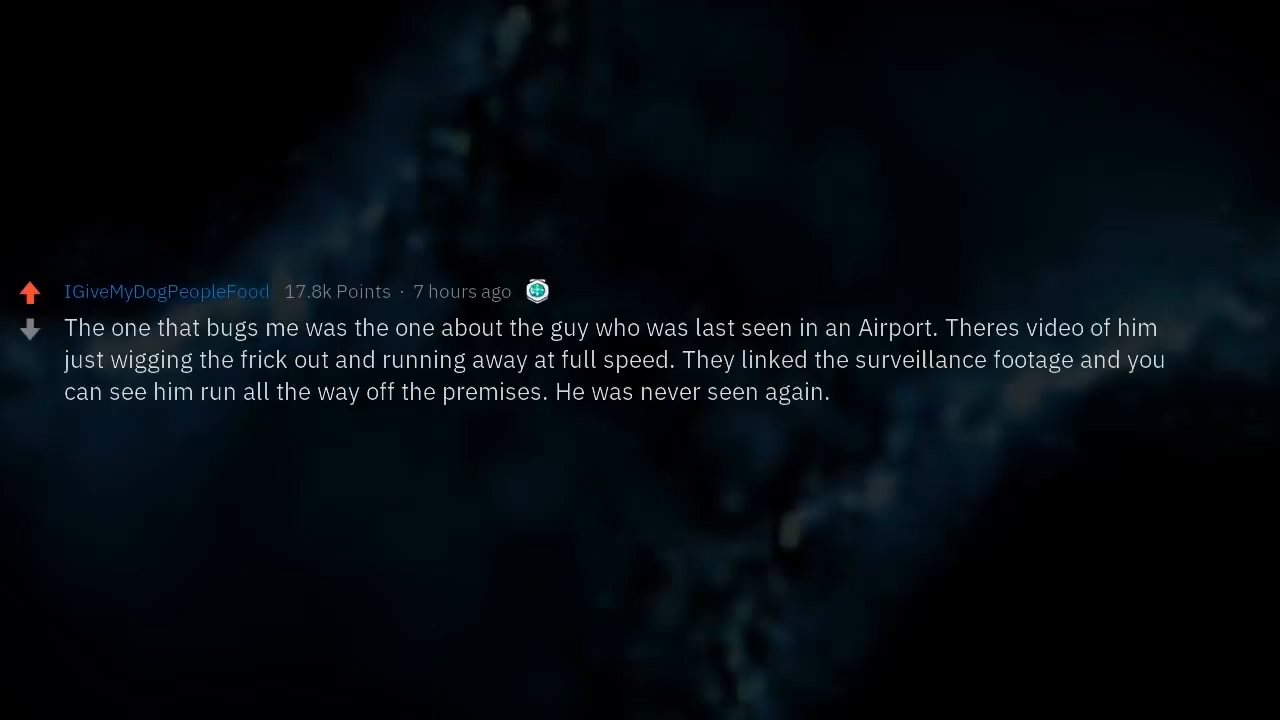 IGiveMyDogPeopleFood 17.8k Points · 7 hours ago
The one that bugs me was the one about the guy who was last seen in an Airport. Theres video of him
just wigging the frick out and running away at full speed. They linked the surveillance footage and you
can see him run all the way off the premises. He was never seen again.